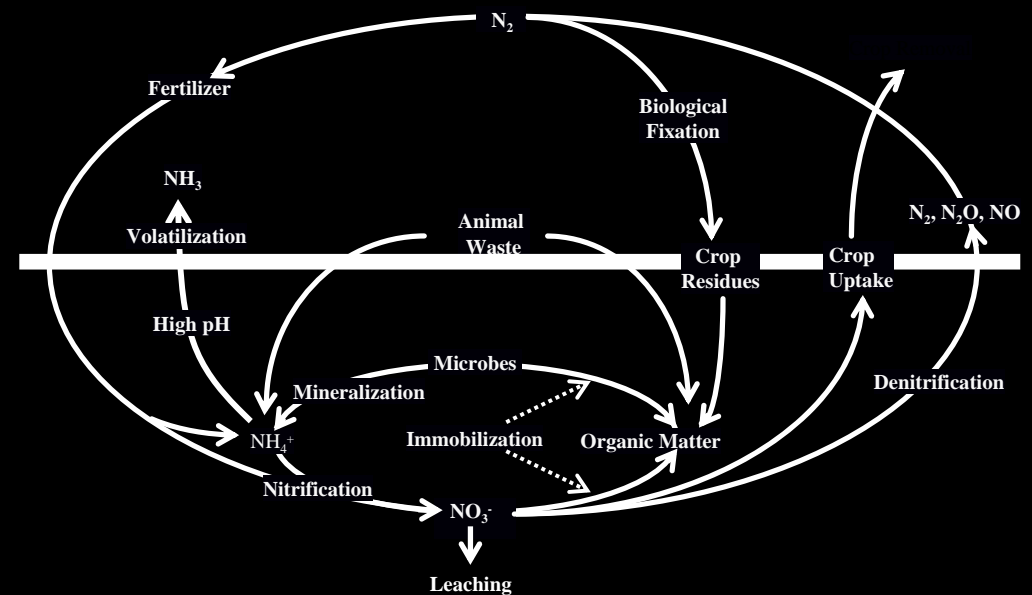 N₂
Fertilizer
Biological
Fixation
NH₃
Volatilization
Animal
Waste
N₂, N₂O, NO
Crop
Residues
Crop
Uptake
High pH
Microbes
Mineralization
Denitrification
NH₄⁺
Immobilization
Organic Matter
Nitrification
NO₃⁻
Leaching